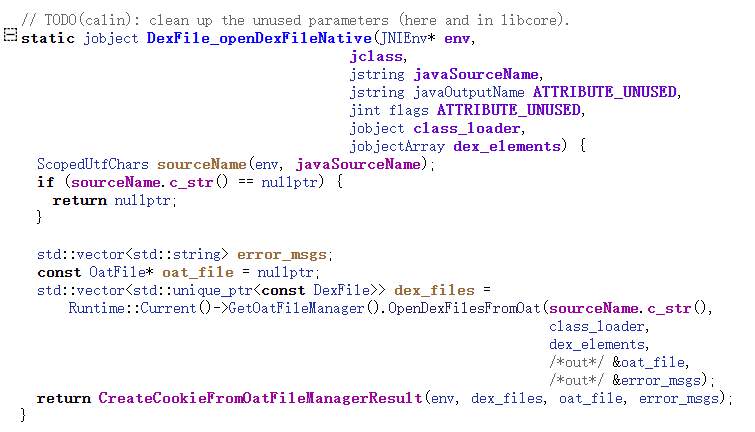 // TODO(calin): clean up the unused parameters (here and in libcore).
static jobject DexFile_openDexFileNative(JNIEnv* env,
                                         jclass,
                                         jstring javaSourceName,
                                         jstring javaOutputName ATTRIBUTE_UNUSED,
                                         jint flags ATTRIBUTE_UNUSED,
                                         jobject class_loader,
                                         jobjectArray dex_elements) {
  ScopedUtfChars sourceName(env, javaSourceName);
  if (sourceName.c_str() == nullptr) {
    return nullptr;
  }

  std::vector<std::string> error_msgs;
  const OatFile* oat_file = nullptr;
  std::vector<std::unique_ptr<const DexFile>> dex_files =
      Runtime::Current()->GetOatFileManager().OpenDexFilesFromOat(sourceName.c_str(),
                                                                  class_loader,
                                                                  dex_elements,
                                                                  /*out*/ &oat_file,
                                                                  /*out*/ &error_msgs);
  return CreateCookieFromOatFileManagerResult(env, dex_files, oat_file, error_msgs);
}